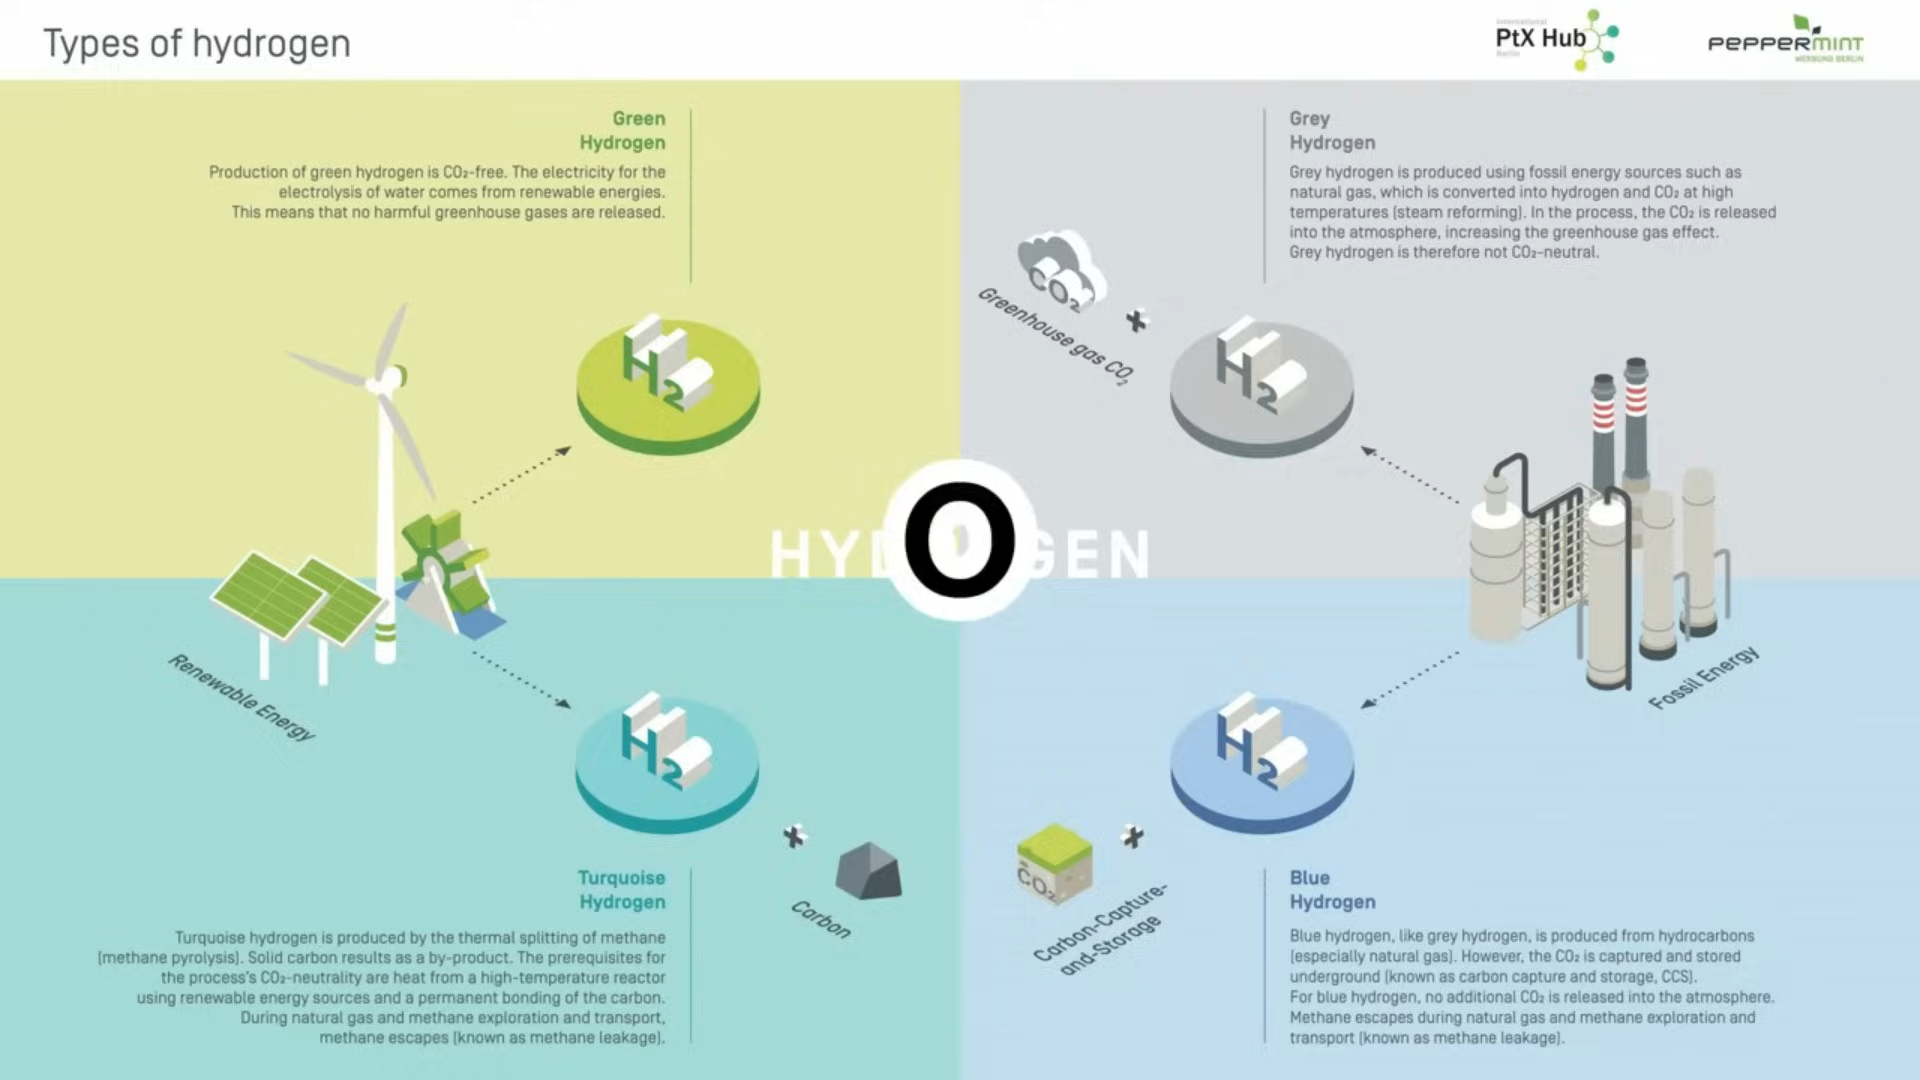 Types of hydrogen
International
PtX Hub
Berlin
PEPPERMINT
WERBUNG BERLIN
Green
Hydrogen
Production of green hydrogen is CO₂-free. The electricity for the
electrolysis of water comes from renewable energies.
This means that no harmful greenhouse gases are released.
Grey
Hydrogen
Grey hydrogen is produced using fossil energy sources such as
natural gas, which is converted into hydrogen and CO₂ at high
temperatures (steam reforming). In the process, the CO₂ is released
into the atmosphere, increasing the greenhouse gas effect.
Grey hydrogen is therefore not CO₂-neutral.
CO₂
Greenhouse gas CO₂
H₂
H₂
HYD O GEN
Renewable Energy
Fossil Energy
H₂
H₂
Carbon
CO₂
Carbon-Capture-
and-Storage
Turquoise
Hydrogen
Turquoise hydrogen is produced by the thermal splitting of methane
(methane pyrolysis). Solid carbon results as a by-product. The prerequisites for
the process's CO₂-neutrality are heat from a high-temperature reactor
using renewable energy sources and a permanent bonding of the carbon.
During natural gas and methane exploration and transport,
methane escapes (known as methane leakage).
Blue
Hydrogen
Blue hydrogen, like grey hydrogen, is produced from hydrocarbons
(especially natural gas). However, the CO₂ is captured and stored
underground (known as carbon capture and storage, CCS).
For blue hydrogen, no additional CO₂ is released into the atmosphere.
Methane escapes during natural gas and methane exploration and
transport (known as methane leakage).